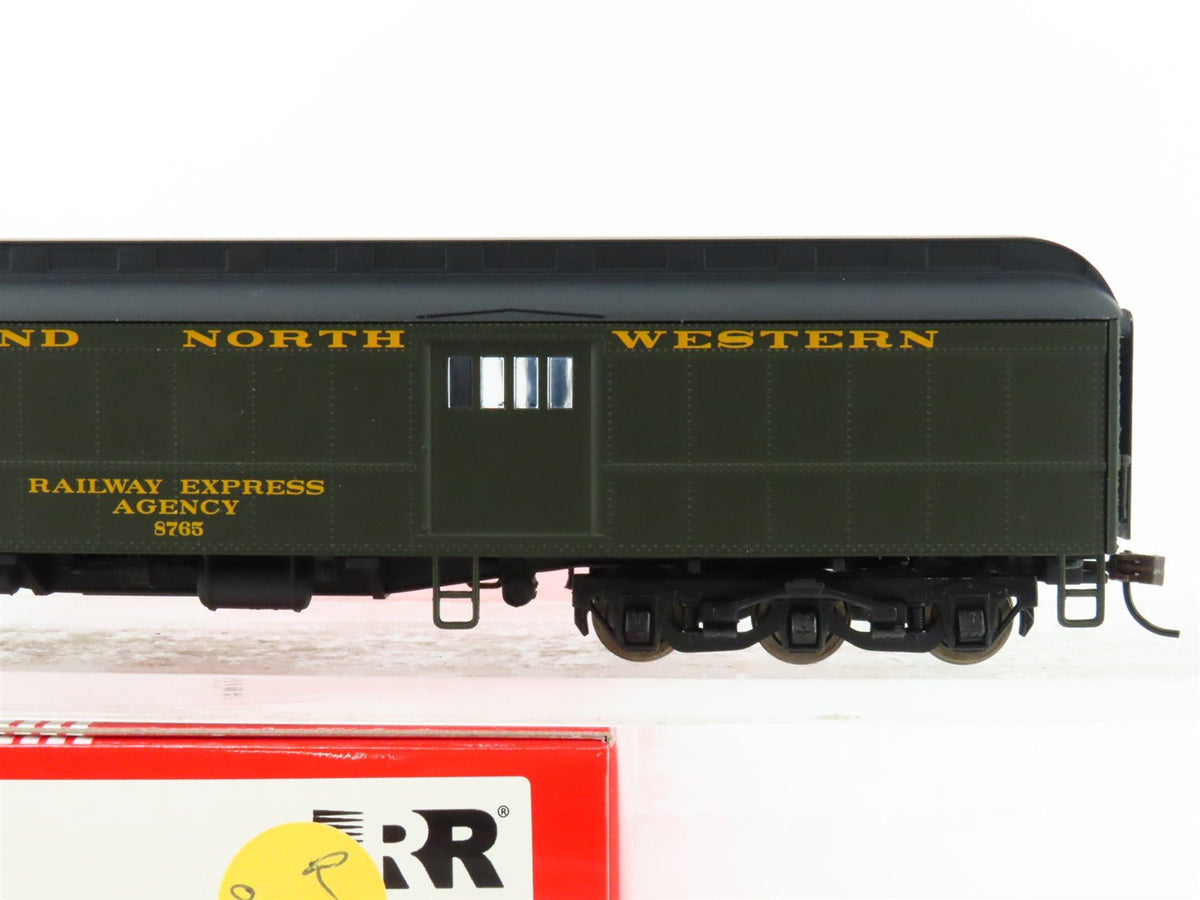 ND NORTH WESTERN
RAILWAY EXPRESS
AGENCY
8765
RR®